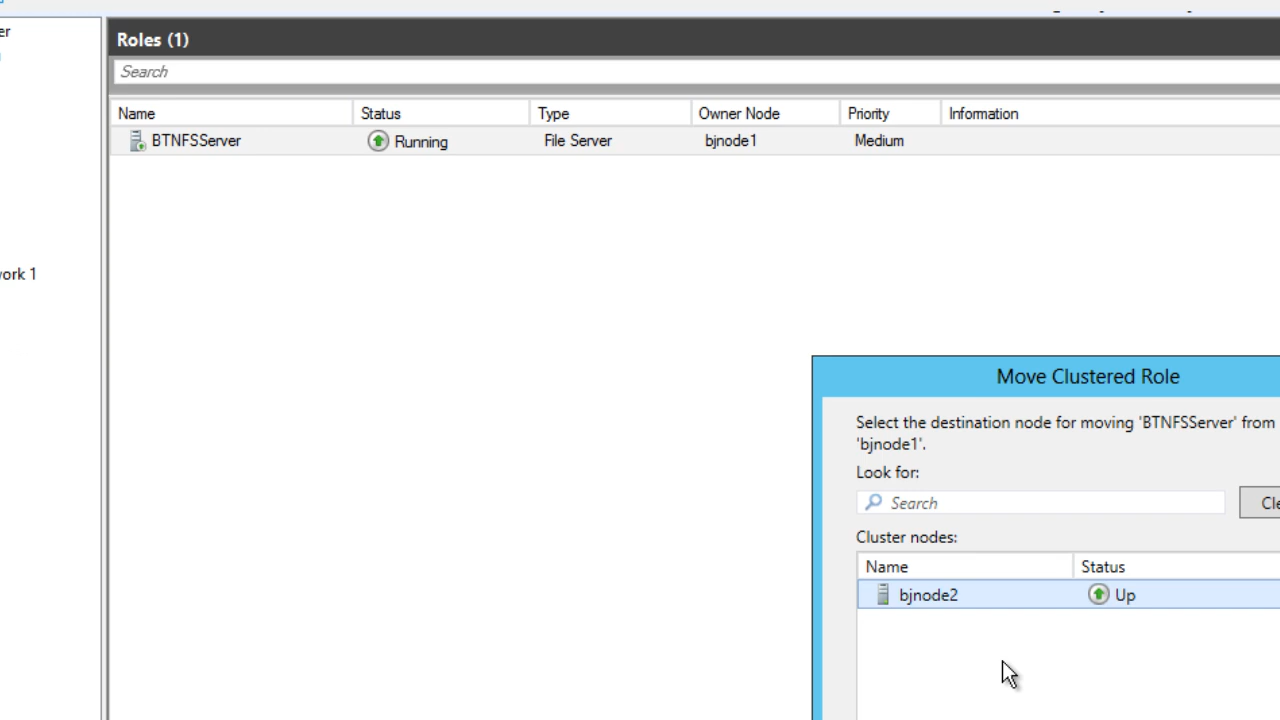 er
Roles (1)
Search
Name Status Type Owner Node Priority Information
BTNFSServer Running File Server bjnode1 Medium
work 1
Move Clustered Role
Select the destination node for moving 'BTNFSServer' from
'bjnode1'.
Look for:
Search Cle
Cluster nodes:
Name Status
bjnode2 Up